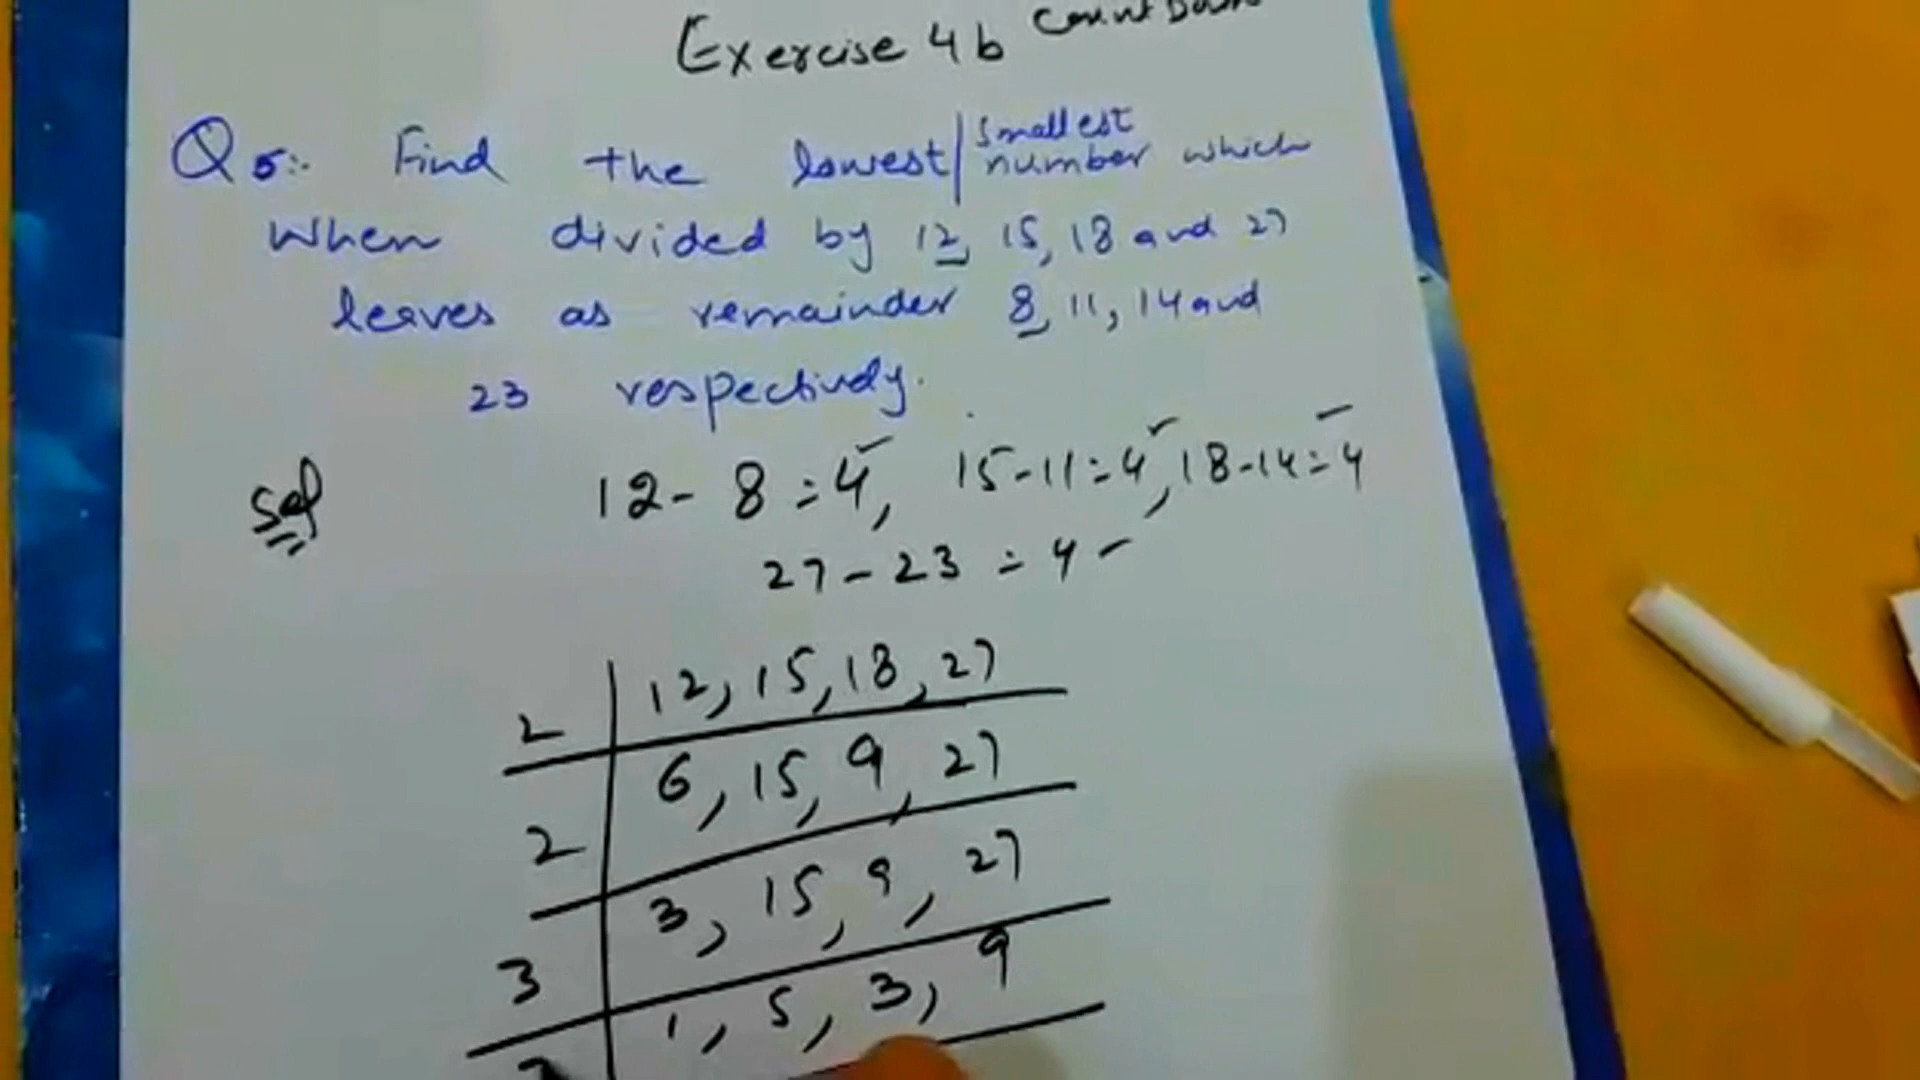 Exercise 4b
Q5:- Find the lowest/smallest number which
when divided by 12, 15, 18 and 27
leaves as remainder 8, 11, 14 and
23 respectively.
Sol 12 - 8 = 4, 15-11=4, 18-14=4
27 - 23 = 4
2 | 12, 15, 18, 27
2 | 6, 15, 9, 27
3 | 3, 15, 9, 27
1, 5, 3, 9